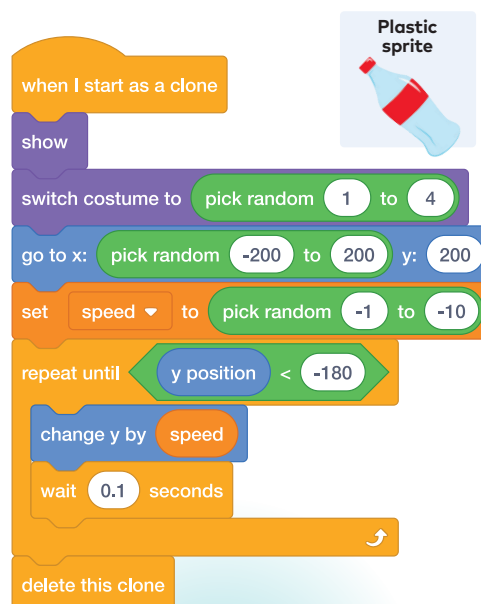 Plastic
sprite
when I start as a clone
show
switch costume to pick random 1 to 4
go to x: pick random -200 to 200 y: 200
set speed to pick random -1 to -10
repeat until y position < -180
change y by speed
wait 0.1 seconds
delete this clone